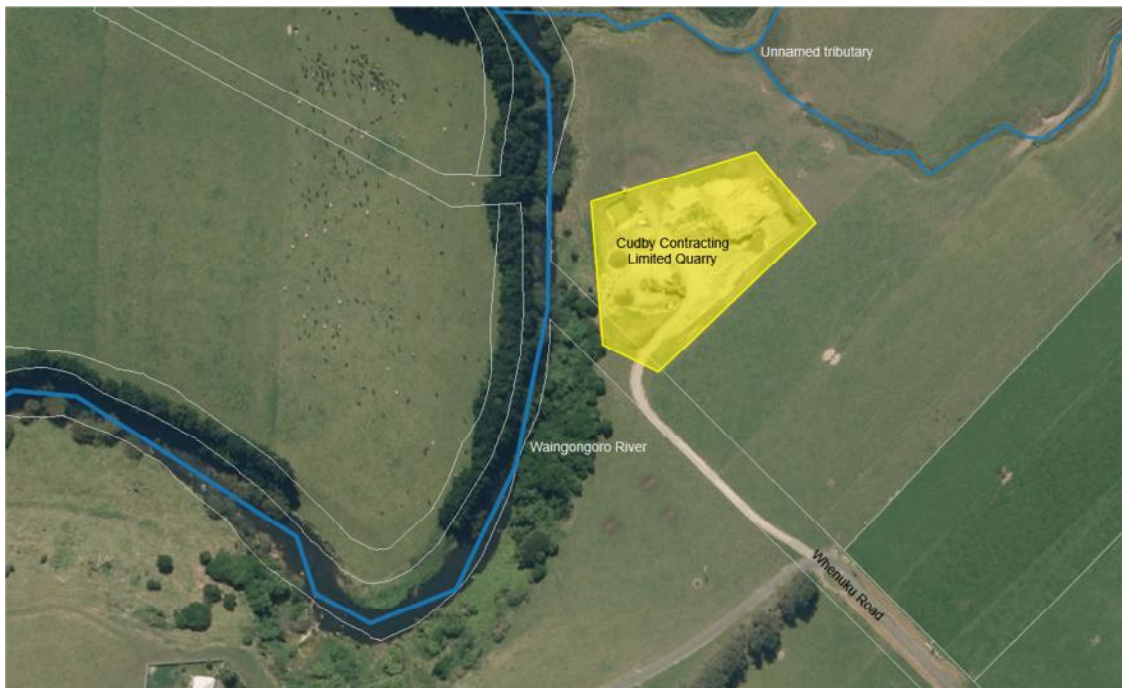 Unnamed tributary
Cudby Contracting
Limited Quarry
Waingongoro River
Whenuku Road